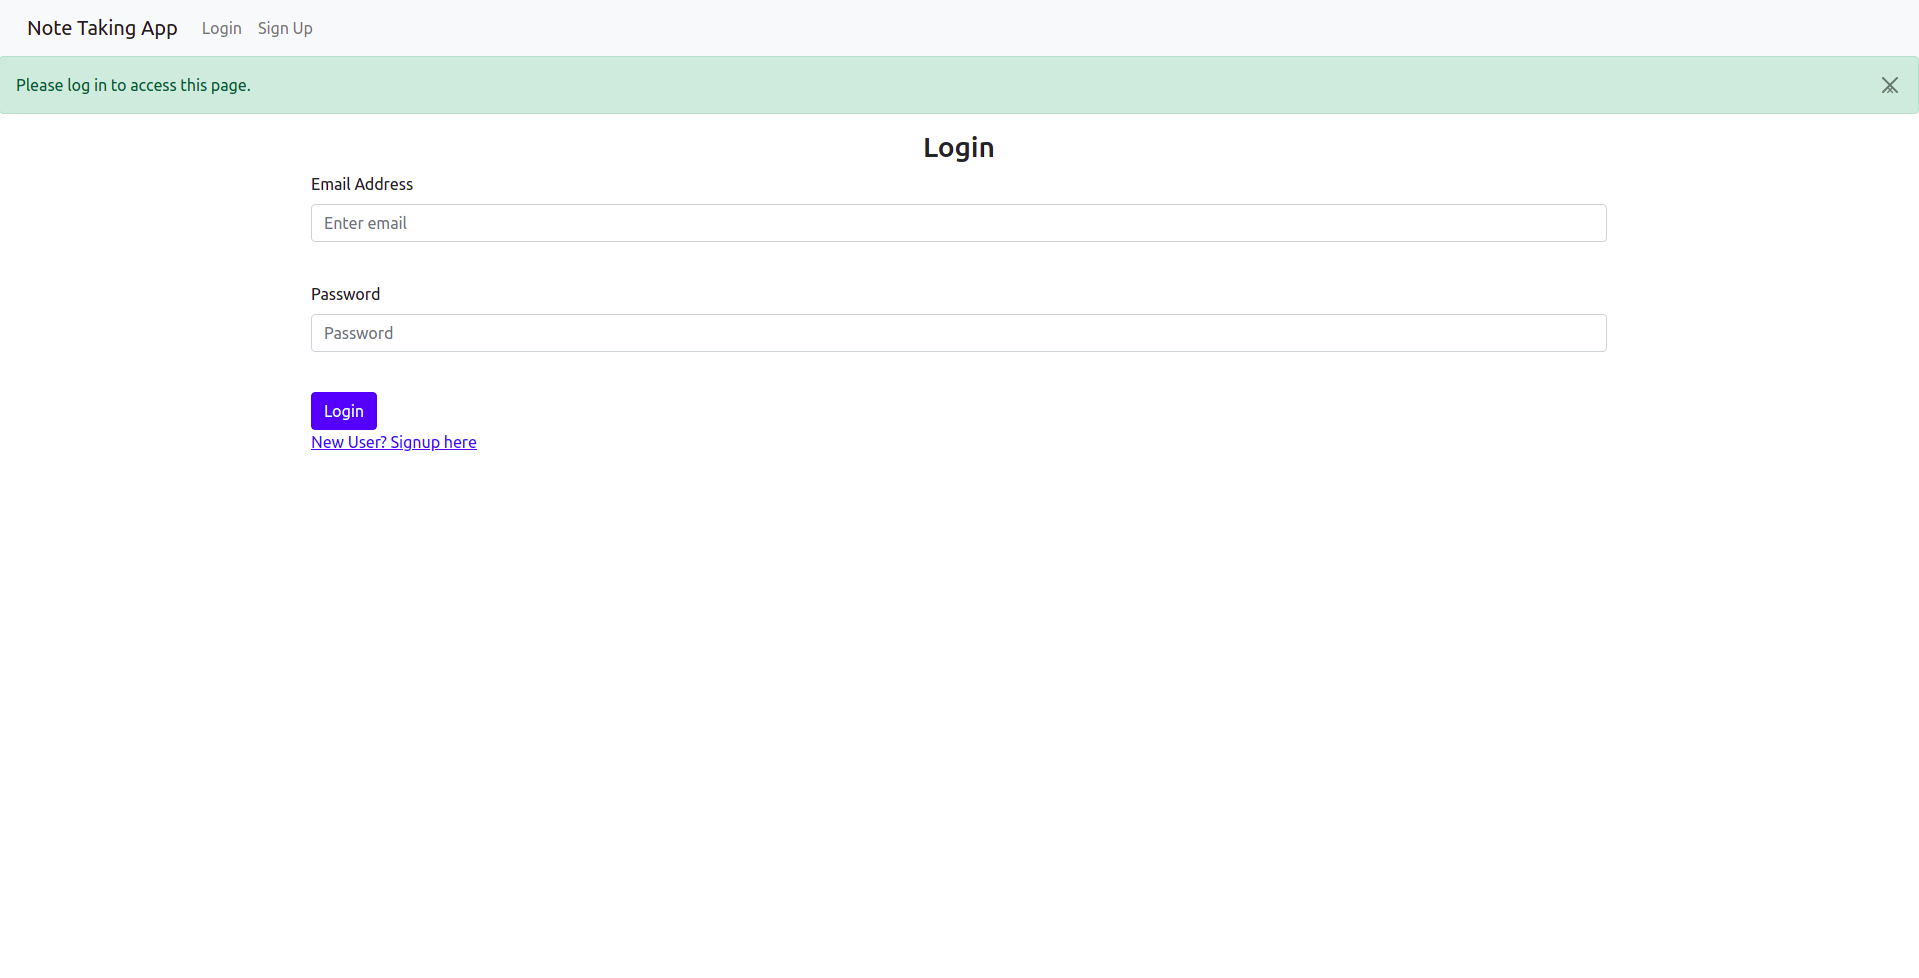 Note Taking App Login Sign Up
Please log in to access this page.
Login
Email Address
Enter email
Password
Password
Login
New User? Signup here